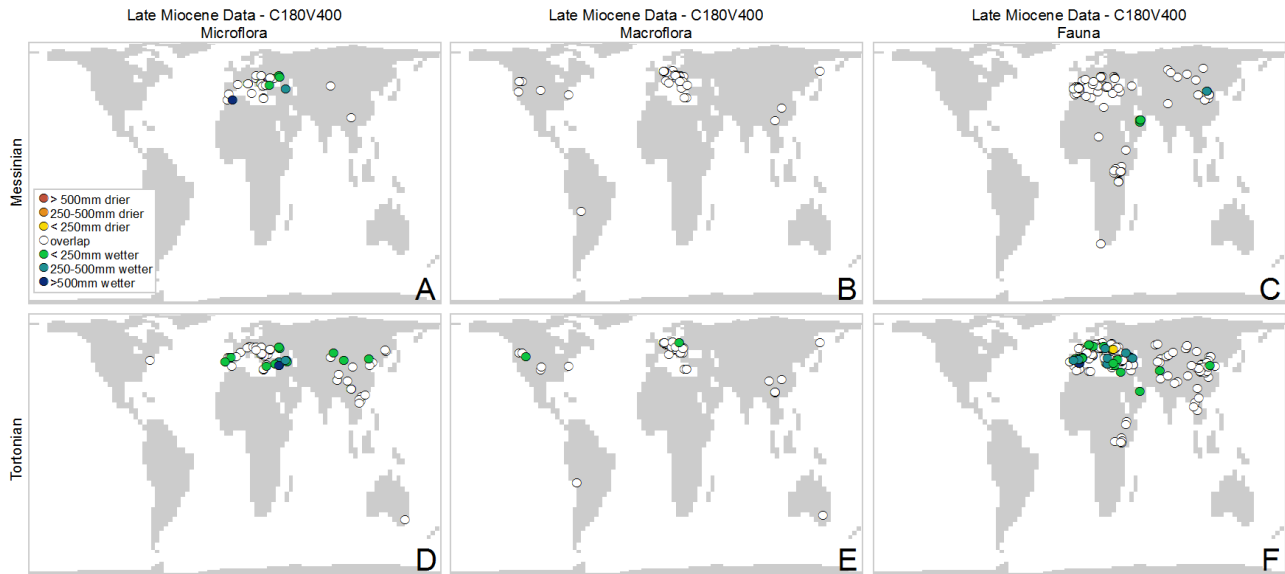 Late Miocene Data - C180V400
Microflora
Late Miocene Data - C180V400
Macroflora
Late Miocene Data - C180V400
Fauna
Messinian
> 500mm drier
250-500mm drier
< 250mm drier
overlap
< 250mm wetter
250-500mm wetter
>500mm wetter
A
B
C
Tortonian
D
E
F